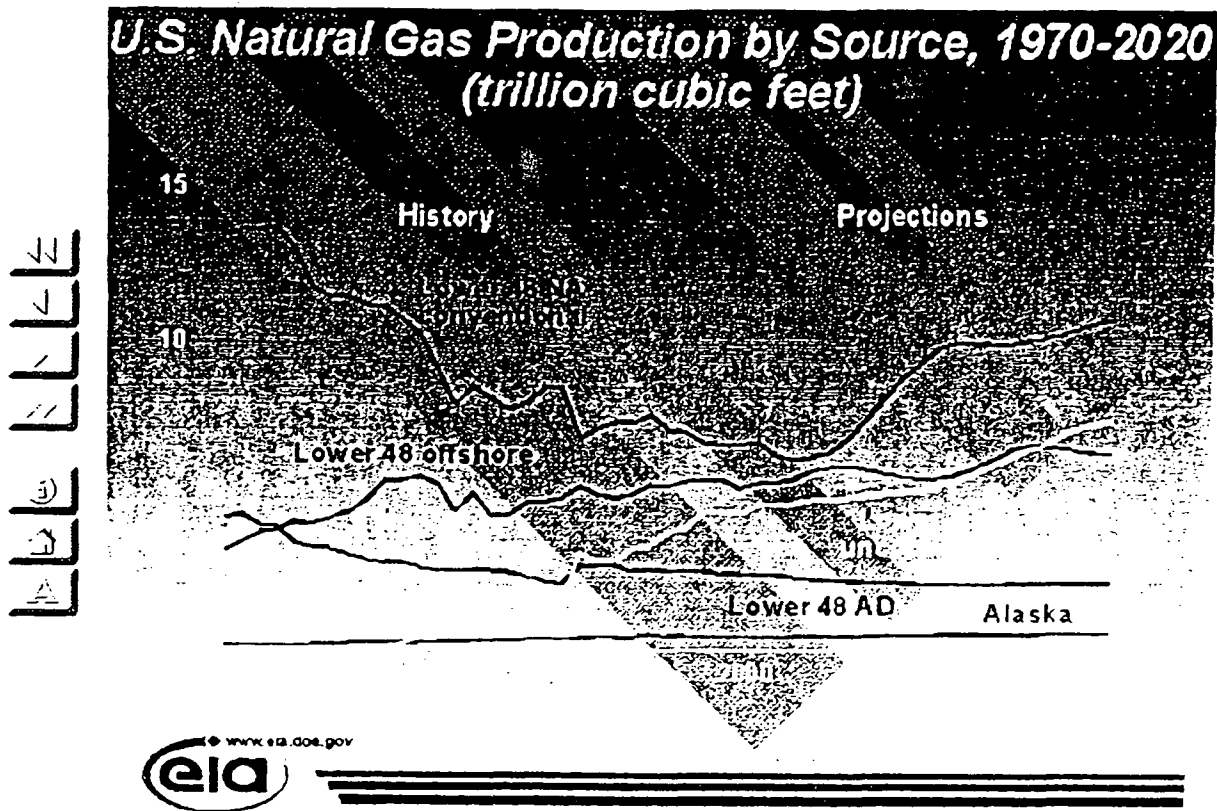 U.S. Natural Gas Production by Source, 1970-2020
(trillion cubic feet)
15
History
Projections
10
Lower 48 offshore
Lower 48 AD
Alaska
www.eia.doe.gov
eia